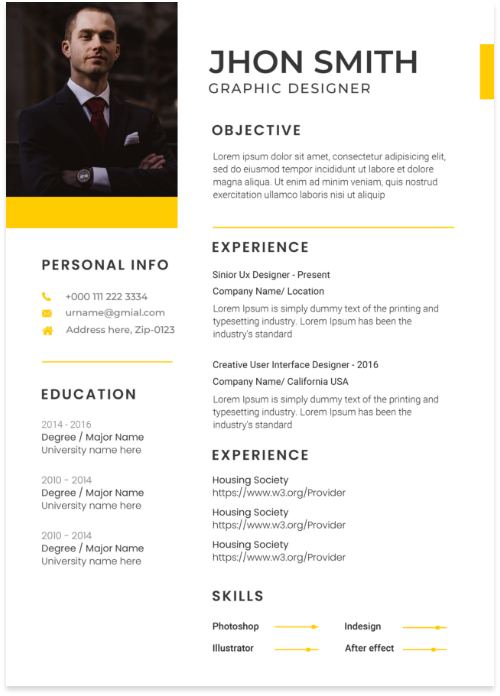 JHON SMITH
GRAPHIC DESIGNER
OBJECTIVE
Lorem ipsum dolor sit amet, consectetur adipisicing elit,
sed do eiusmod tempor incididunt ut labore et dolore
magna aliqua. Ut enim ad minim veniam, quis nostrud
exercitation ullamco laboris nisi ut aliquip
PERSONAL INFO
+000 111 222 3334
urname@gmial.com
Address here, Zip-0123
EDUCATION
2014 - 2016
Degree / Major Name
University name here
2010 - 2014
Degree / Major Name
University name here
2010 - 2014
Degree / Major Name
University name here
EXPERIENCE
Sinior Ux Designer - Present
Company Name/ Location
Lorem Ipsum is simply dummy text of the printing and
typesetting industry. Lorem Ipsum has been the
industry's standard
Creative User Interface Designer - 2016
Company Name/ California USA
Lorem Ipsum is simply dummy text of the printing and
typesetting industry. Lorem Ipsum has been the
industry's standard
EXPERIENCE
Housing Society
https://www.w3.org/Provider
Housing Society
https://www.w3.org/Provider
Housing Society
https://www.w3.org/Provider
SKILLS
Photoshop
Indesign
Illustrator
After effect